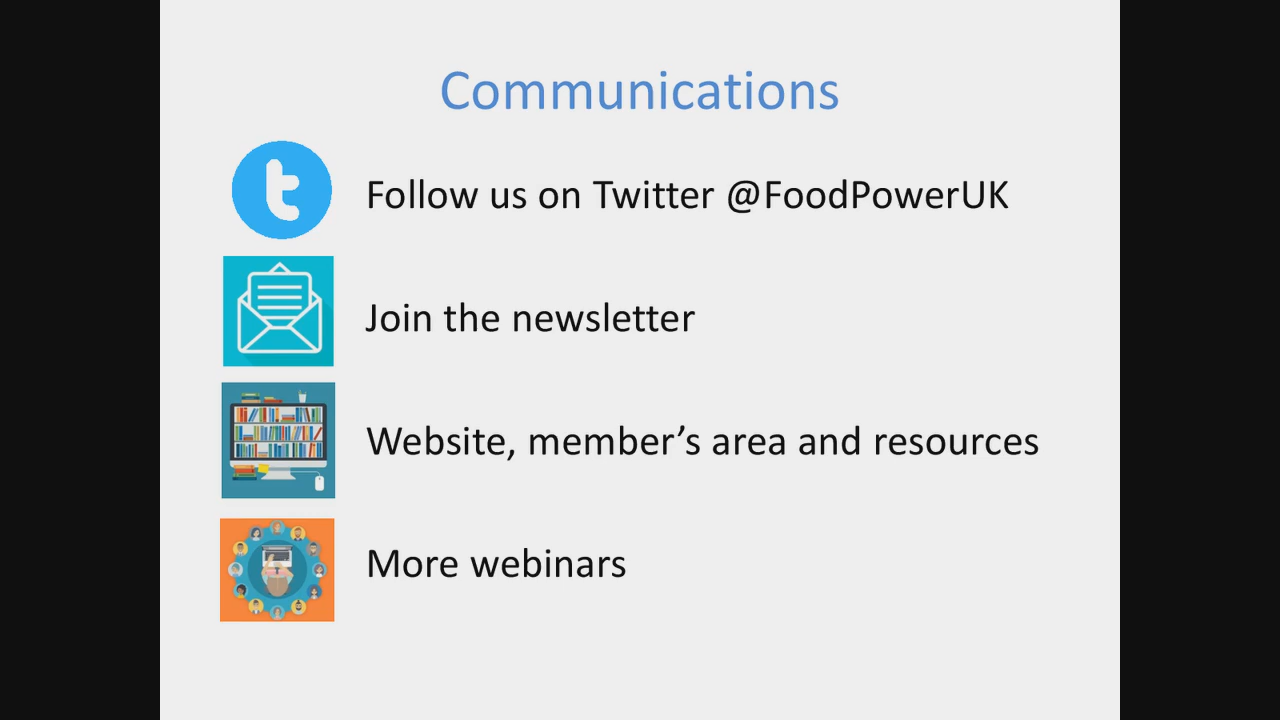 Communications
Follow us on Twitter @FoodPowerUK
Join the newsletter
Website, member’s area and resources
More webinars